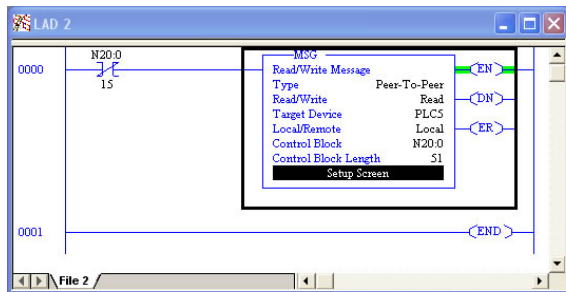 LAD 2
N20:0
0000
15
MSG
Read/Write Message
Type Peer-To-Peer
Read/Write Read
Target Device PLC5
Local/Remote Local
Control Block N20:0
Control Block Length 51
Setup Screen
EN
DN
ER
0001
END
File 2